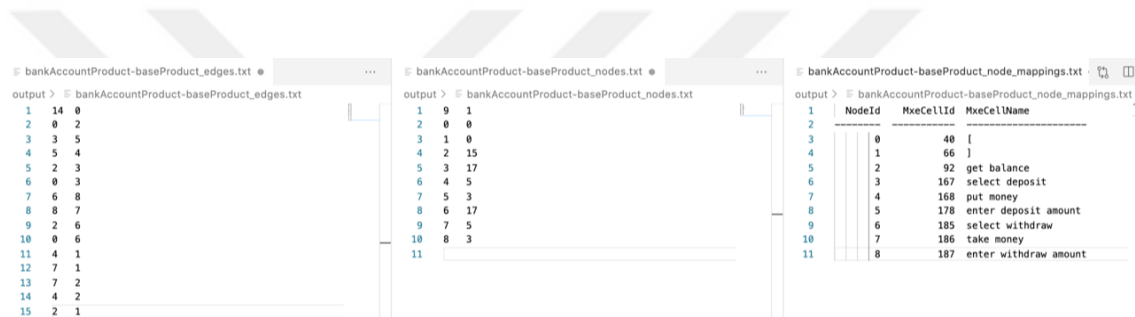 bankAccountProduct-baseProduct_edges.txt
output > bankAccountProduct-baseProduct_edges.txt
1 14 0
2 0 2
3 3 5
4 5 4
5 2 3
6 0 3
7 6 8
8 8 7
9 2 6
10 0 6
11 4 1
12 7 1
13 7 2
14 4 2
15 2 1
bankAccountProduct-baseProduct_nodes.txt
output > bankAccountProduct-baseProduct_nodes.txt
1 9 1
2 0 0
3 1 0
4 2 15
5 3 17
6 4 5
7 5 3
8 6 17
9 7 5
10 8 3
11
bankAccountProduct-baseProduct_node_mappings.txt
output > bankAccountProduct-baseProduct_node_mappings.txt
1 NodeId MxeCellId MxeCellName
2 -------- ----------- ----------------------
3 0 40 [
4 1 66 ]
5 2 92 get balance
6 3 167 select deposit
7 4 168 put money
8 5 178 enter deposit amount
9 6 185 select withdraw
10 7 186 take money
11 8 187 enter withdraw amount